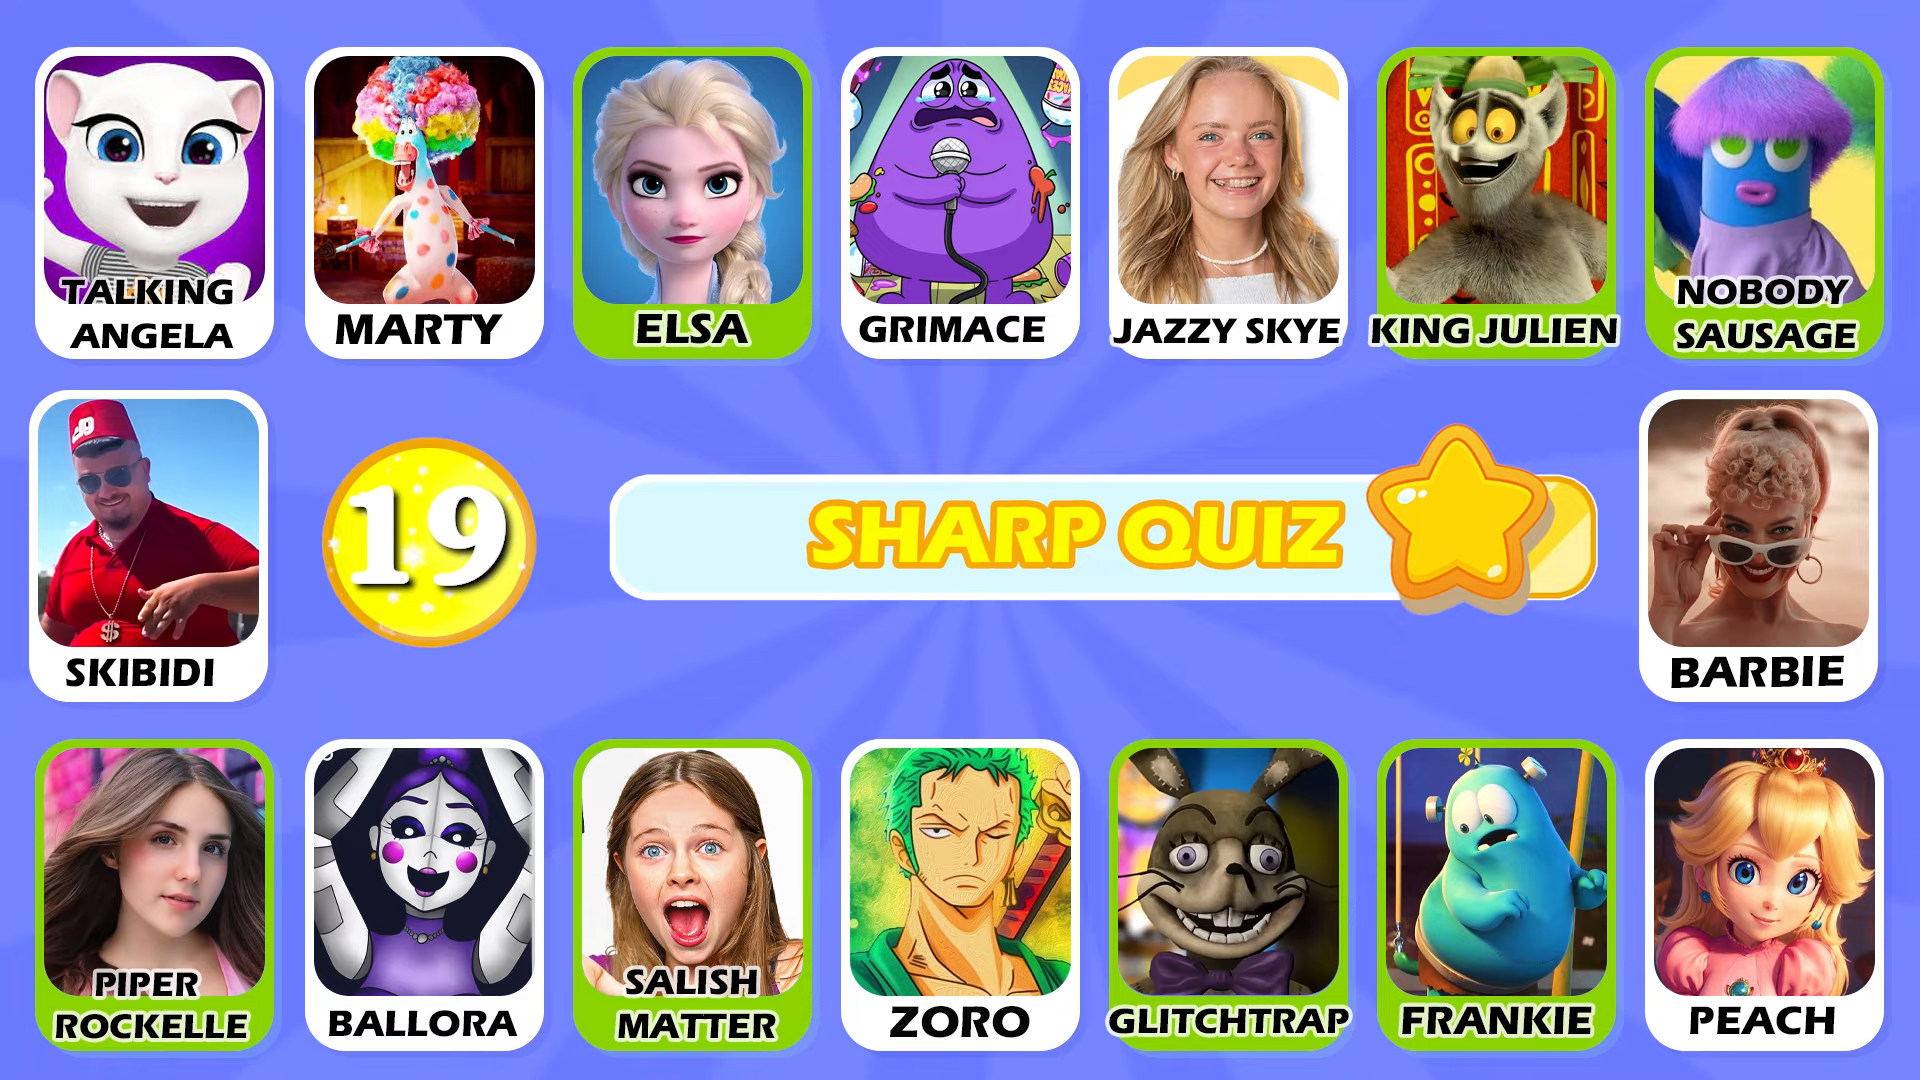 TALKING
ANGELA
MARTY
ELSA
GRIMACE
JAZZY SKYE
KING JULIEN
NOBODY
SAUSAGE
SKIBIDI
19
SHARP QUIZ
BARBIE
PIPER
ROCKELLE
BALLORA
SALISH
MATTER
ZORO
GLITCHTRAP
FRANKIE
PEACH